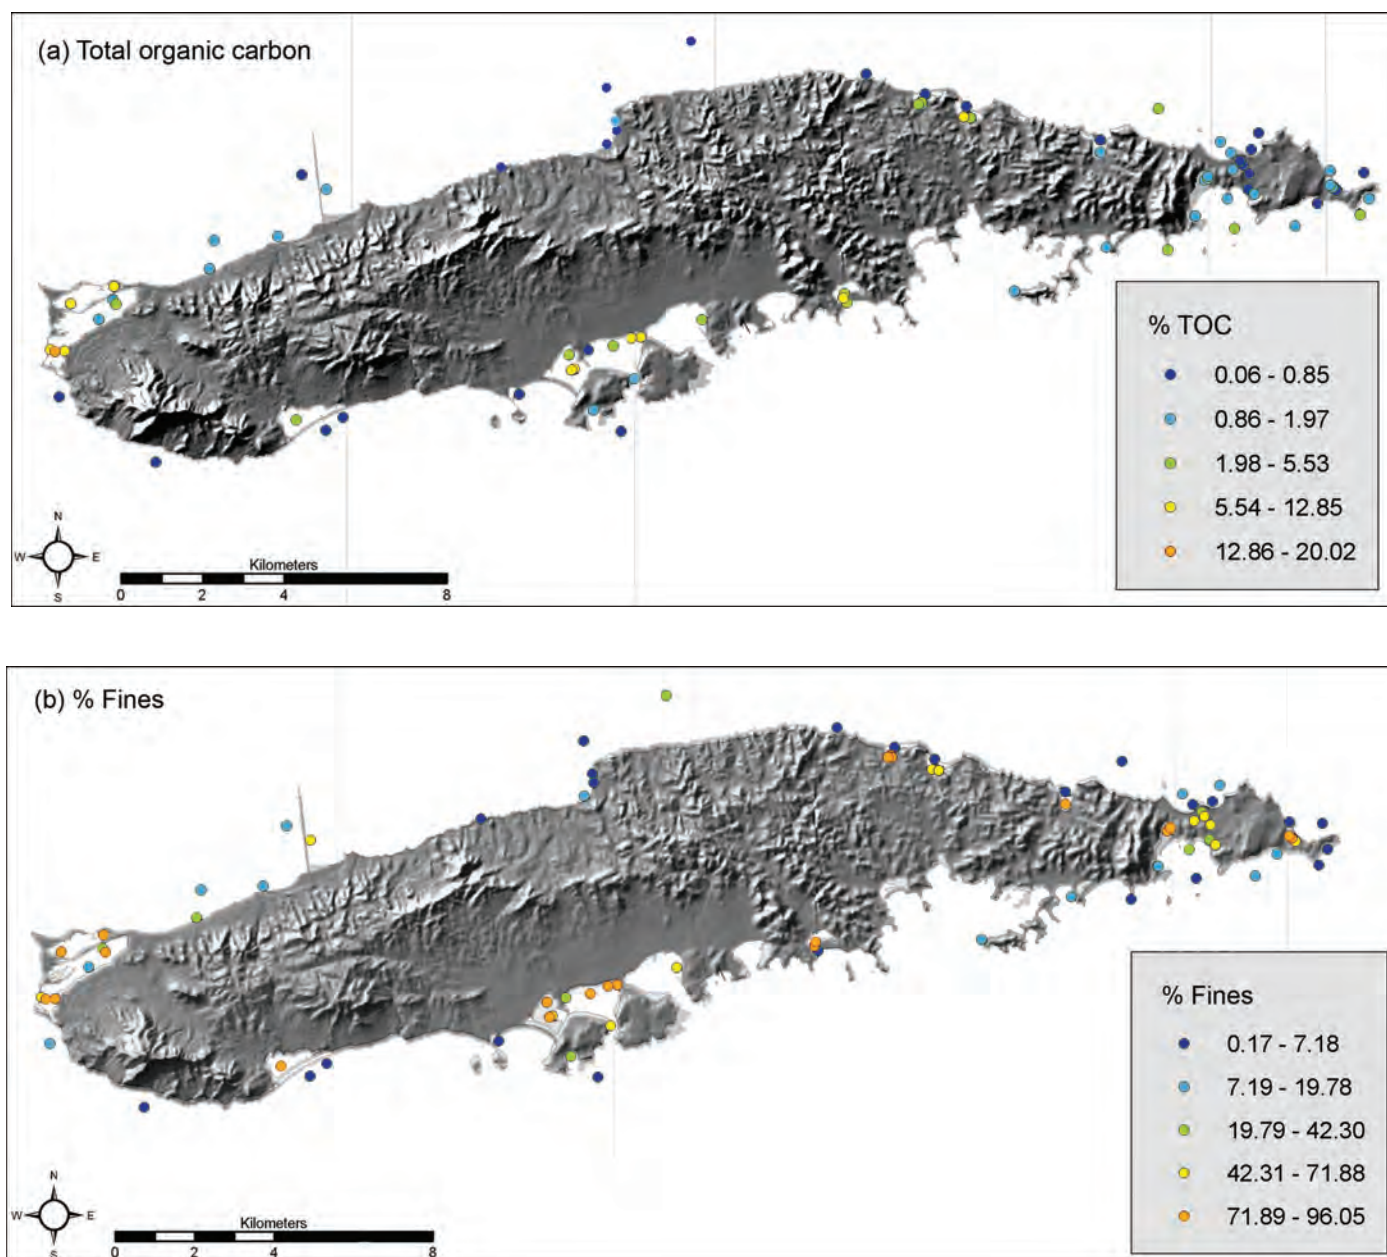 (a) Total organic carbon
% TOC
0.06 - 0.85
0.86 - 1.97
1.98 - 5.53
5.54 - 12.85
12.86 - 20.02
N
W E
S
Kilometers
0 2 4 8
(b) % Fines
% Fines
0.17 - 7.18
7.19 - 19.78
19.79 - 42.30
42.31 - 71.88
71.89 - 96.05
N
W E
S
Kilometers
0 2 4 8